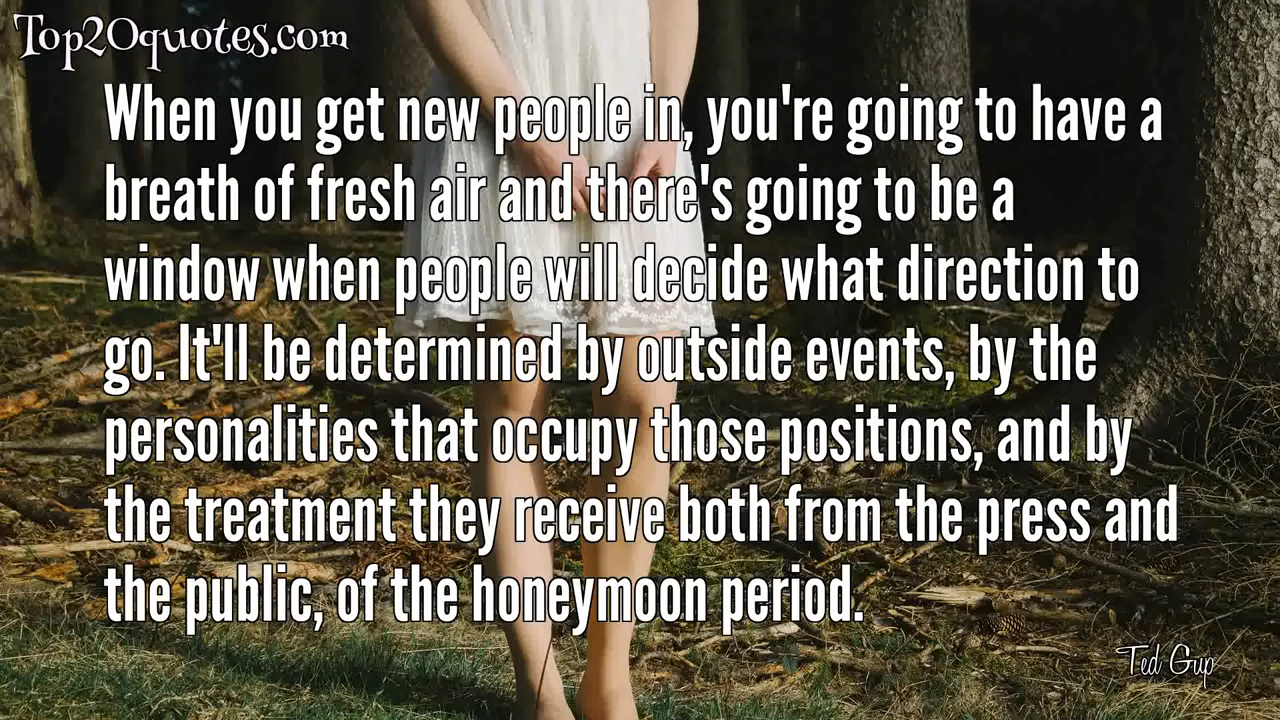 Top20quotes.com
When you get new people in, you're going to have a
breath of fresh air and there's going to be a
window when people will decide what direction to
go. It'll be determined by outside events, by the
personalities that occupy those positions, and by
the treatment they receive both from the press and
the public, of the honeymoon period.
Ted Gup